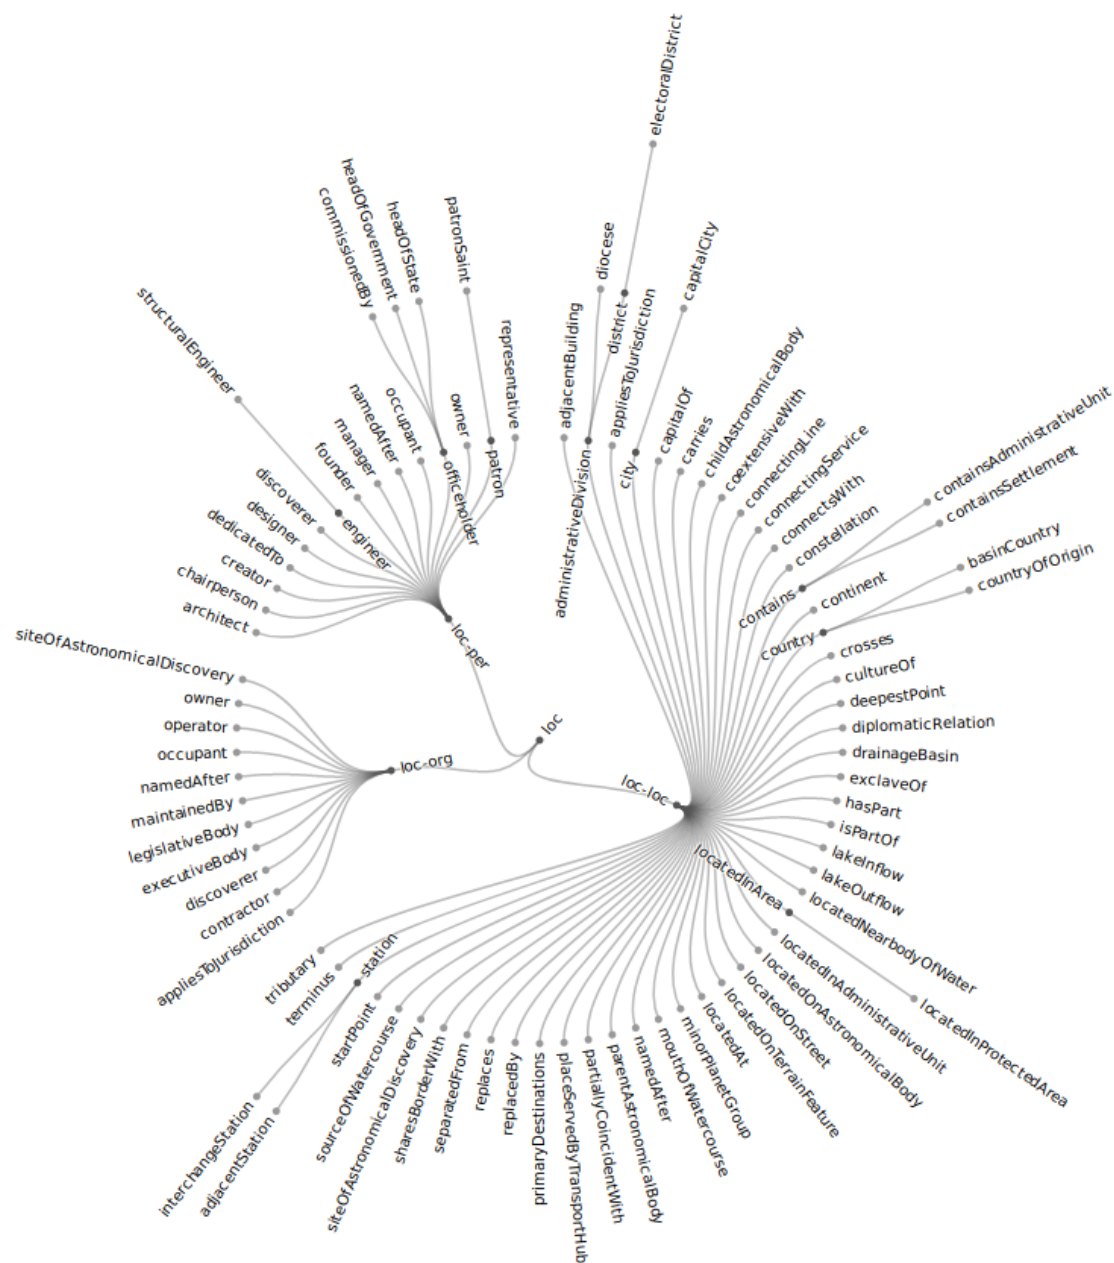 loc
loc-per
architect
chairperson
creator
dedicatedTo
designer
discoverer
engineer
structuralEngineer
founder
manager
namedAfter
occupant
officeholder
commissionedBy
headOfGovernment
headOfState
owner
patron
patronSaint
representative
loc-loc
adjacentBuilding
administrativeDivision
diocese
district
electoralDistrict
appliesToJurisdiction
city
capitalCity
capitalOf
carries
childAstronomicalBody
coextensiveWith
connectingLine
connectingService
connectsWith
constellation
contains
containsAdministrativeUnit
containsSettlement
continent
country
basinCountry
countryOfOrigin
crosses
cultureOf
deepestPoint
diplomaticRelation
drainageBasin
exclaveOf
hasPart
isPartOf
lakeInflow
lakeOutflow
locatedNearbodyOfWater
locatedInArea
locatedInProtectedArea
locatedInAdministrativeUnit
locatedOnAstronomicalBody
locatedOnStreet
locatedOnTerrainFeature
locatedAt
minorPlanetGroup
mouthOfWatercourse
namedAfter
parentAstronomicalBody
partiallyCoincidentWith
placeServedByTransportHub
primaryDestinations
replacedBy
replaces
separatedFrom
sharesBorderWith
siteOfAstronomicalDiscovery
sourceOfWatercourse
startPoint
station
adjacentStation
interchangeStation
terminus
tributary
loc-org
appliesToJurisdiction
contractor
discoverer
executiveBody
legislativeBody
maintainedBy
namedAfter
occupant
operator
owner
siteOfAstronomicalDiscovery